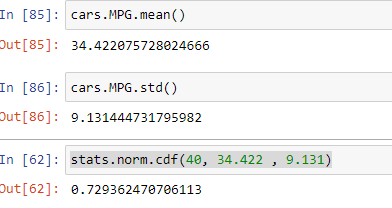 In [85]: cars.MPG.mean()
Out[85]: 34.422075728024666
In [86]: cars.MPG.std()
Out[86]: 9.131444731795982
In [62]: stats.norm.cdf(40, 34.422 , 9.131)
Out[62]: 0.729362470706113